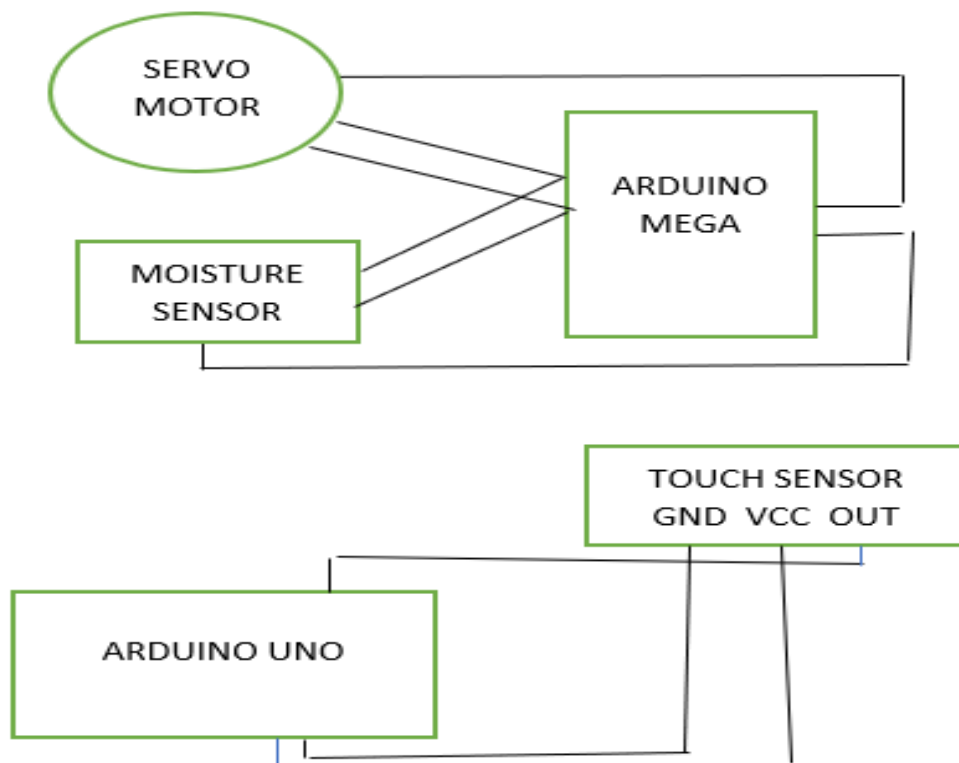 SERVO
MOTOR
ARDUINO
MEGA
MOISTURE
SENSOR
TOUCH SENSOR
GND VCC OUT
ARDUINO UNO